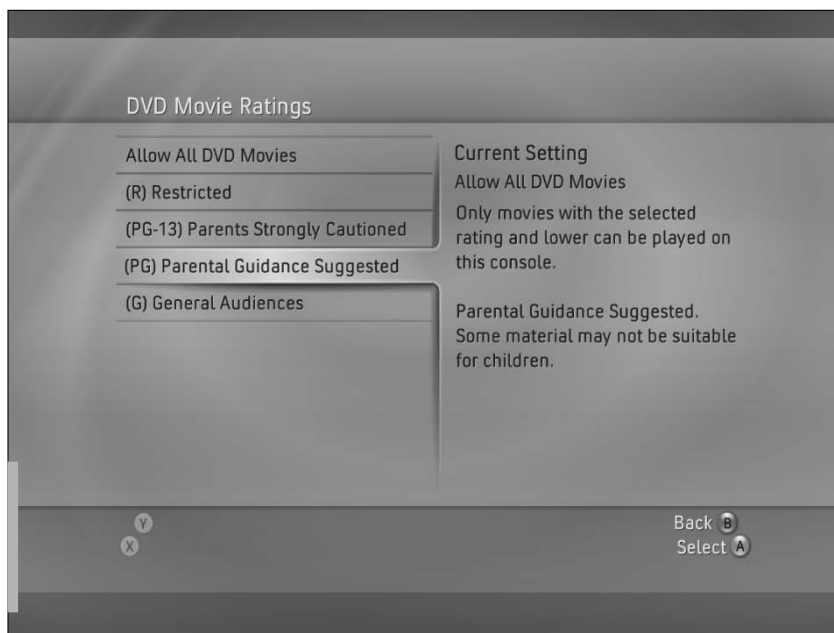 DVD Movie Ratings
Allow All DVD Movies
(R) Restricted
(PG-13) Parents Strongly Cautioned
(PG) Parental Guidance Suggested
(G) General Audiences
Current Setting
Allow All DVD Movies
Only movies with the selected
rating and lower can be played on
this console.
Parental Guidance Suggested.
Some material may not be suitable
for children.
Y
X
Back B
Select A